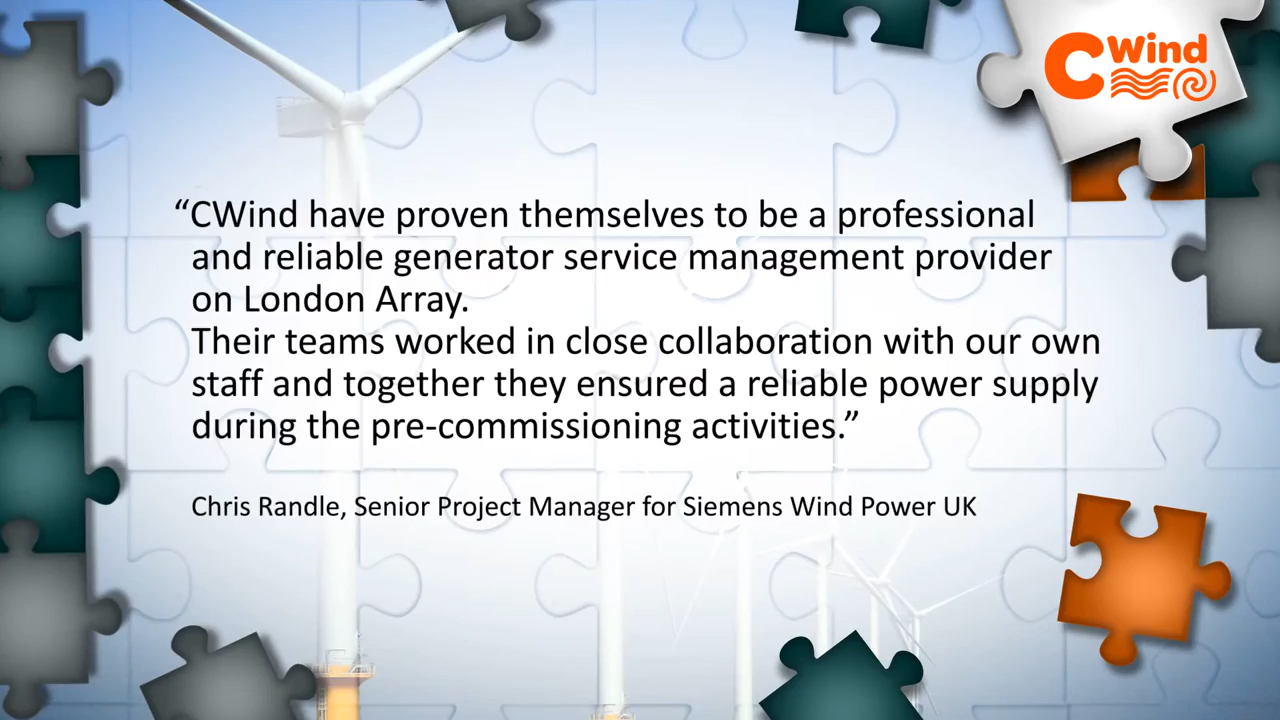 CWind
“CWind have proven themselves to be a professional
and reliable generator service management provider
on London Array.
Their teams worked in close collaboration with our own
staff and together they ensured a reliable power supply
during the pre-commissioning activities.”
Chris Randle, Senior Project Manager for Siemens Wind Power UK